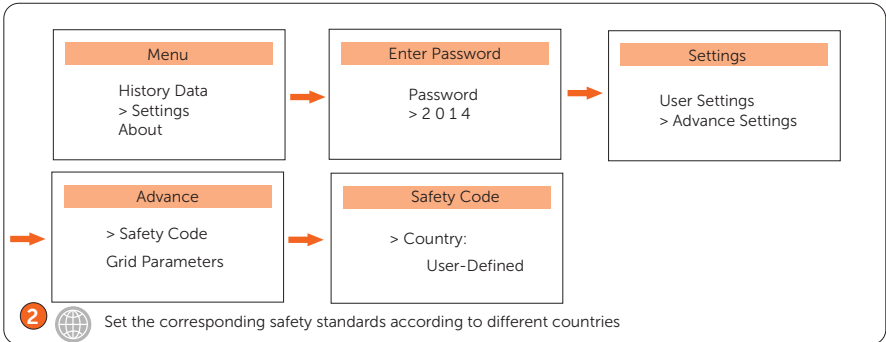 Menu
History Data
> Settings
About
Enter Password
Password
> 2 0 1 4
Settings
User Settings
> Advance Settings
Advance
> Safety Code
Grid Parameters
Safety Code
> Country:
User-Defined
2
Set the corresponding safety standards according to different countries